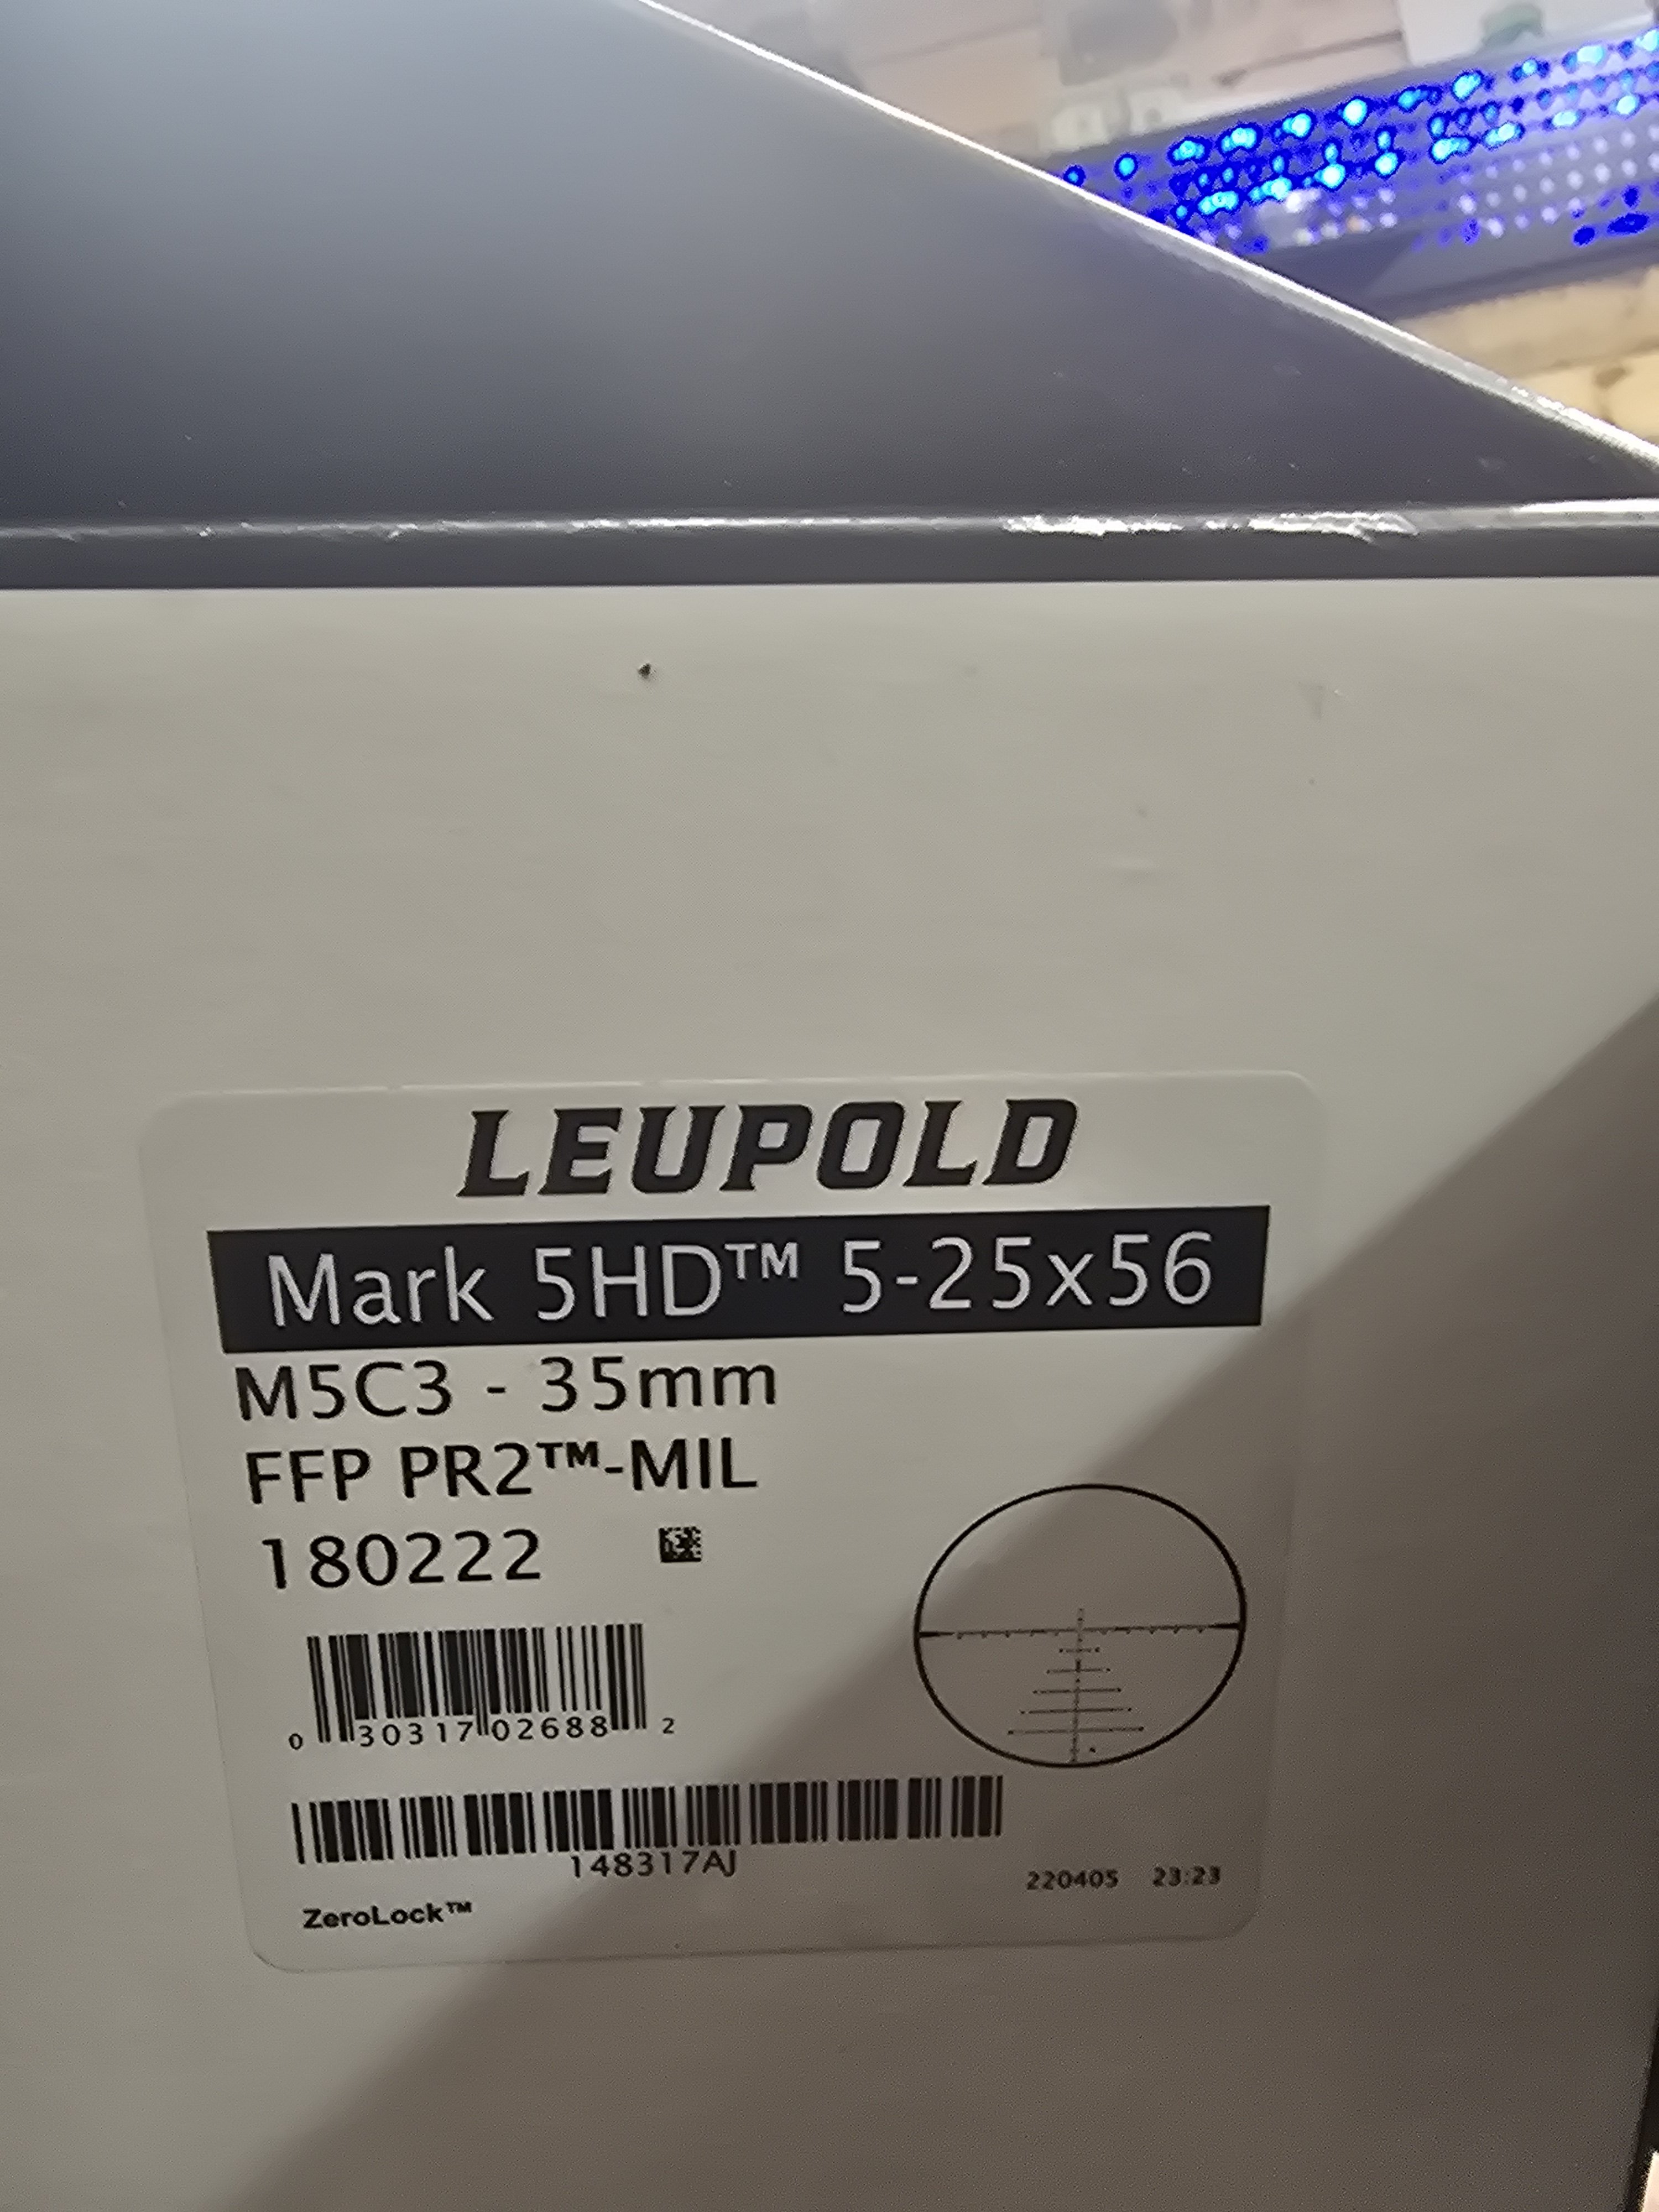 LEUPOLD
Mark 5HD™ 5-25x56
M5C3 - 35mm
FFP PR2™-MIL
180222
0 30317 02688 2
148317AJ
220405 23:23
ZeroLock™